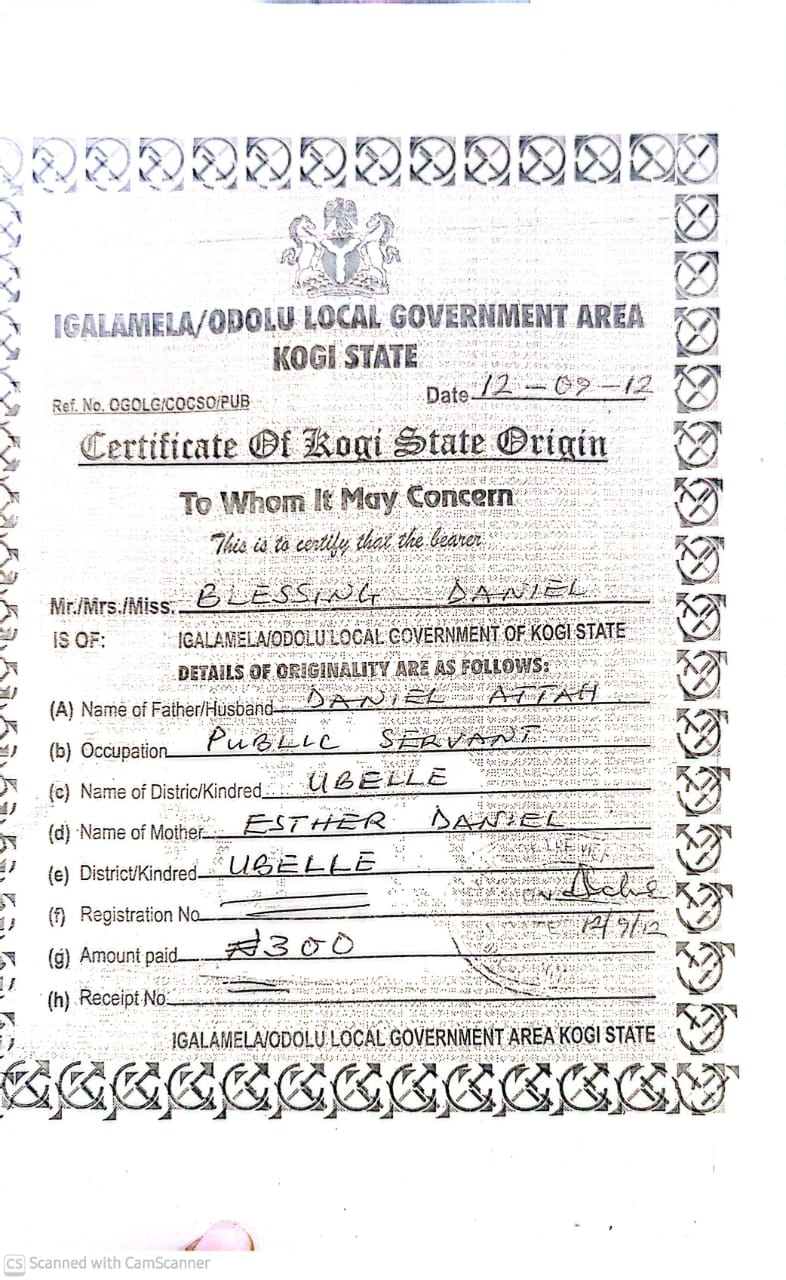 IGALAMELA/ODOLU LOCAL GOVERNMENT AREA
KOGI STATE
Ref. No. OGOLG/COCSO/PUB
Date 12-09-12
Certificate Of Kogi State Origin
To Whom It May Concern
This is to certify that the bearer
Mr./Mrs./Miss. BLESSING DANIEL
IS OF: IGALAMELA/ODOLU LOCAL GOVERNMENT OF KOGI STATE
DETAILS OF ORIGINALITY ARE AS FOLLOWS:
(A) Name of Father/Husband DANIEL ATTAH
(b) Occupation PUBLIC SERVANT
(c) Name of Distric/Kindred UBELLE
(d) Name of Mother ESTHER DANIEL
(e) District/Kindred UBELLE
(f) Registration No
12/9/12
(g) Amount paid ₦300
(h) Receipt No:
IGALAMELA/ODOLU LOCAL GOVERNMENT AREA KOGI STATE
CS Scanned with CamScanner